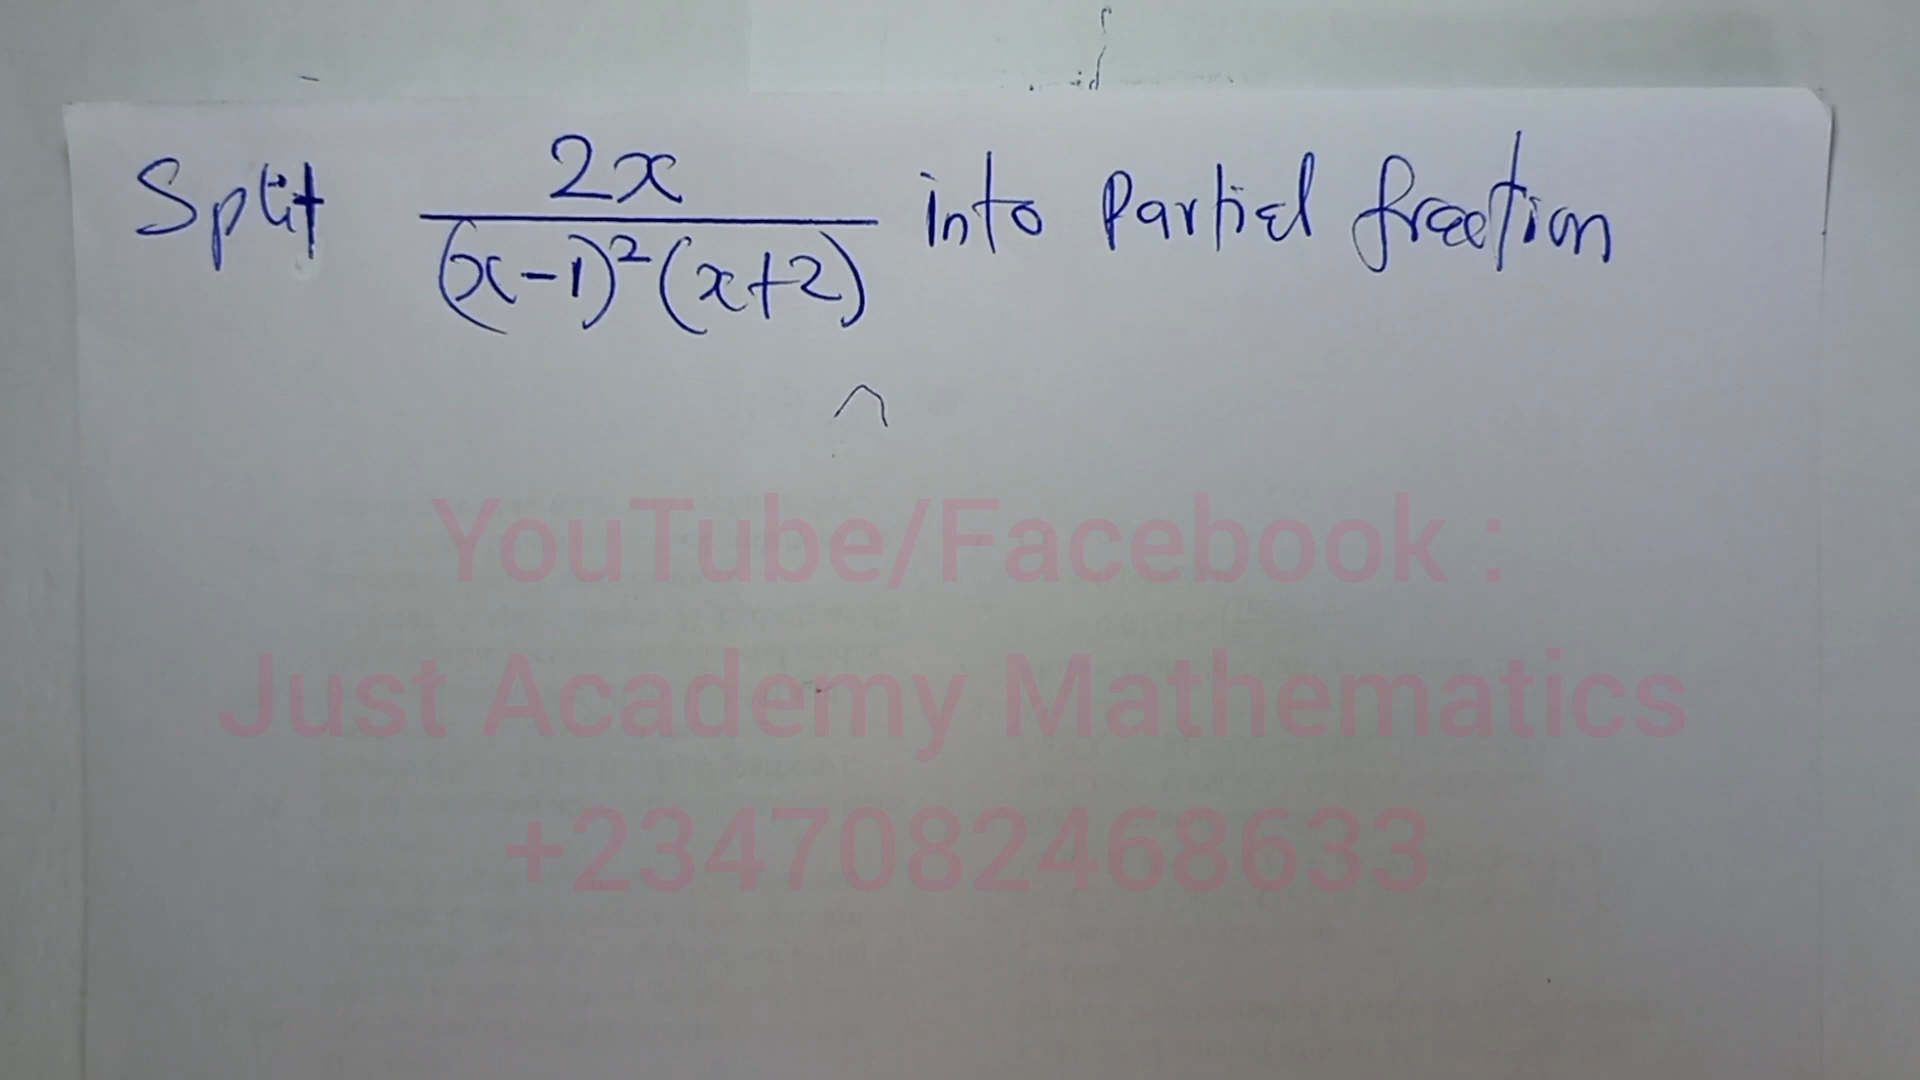 Split 2x / (x-1)²(x+2) into Partial fraction
YouTube/Facebook :
Just Academy Mathematics
+2347082468633